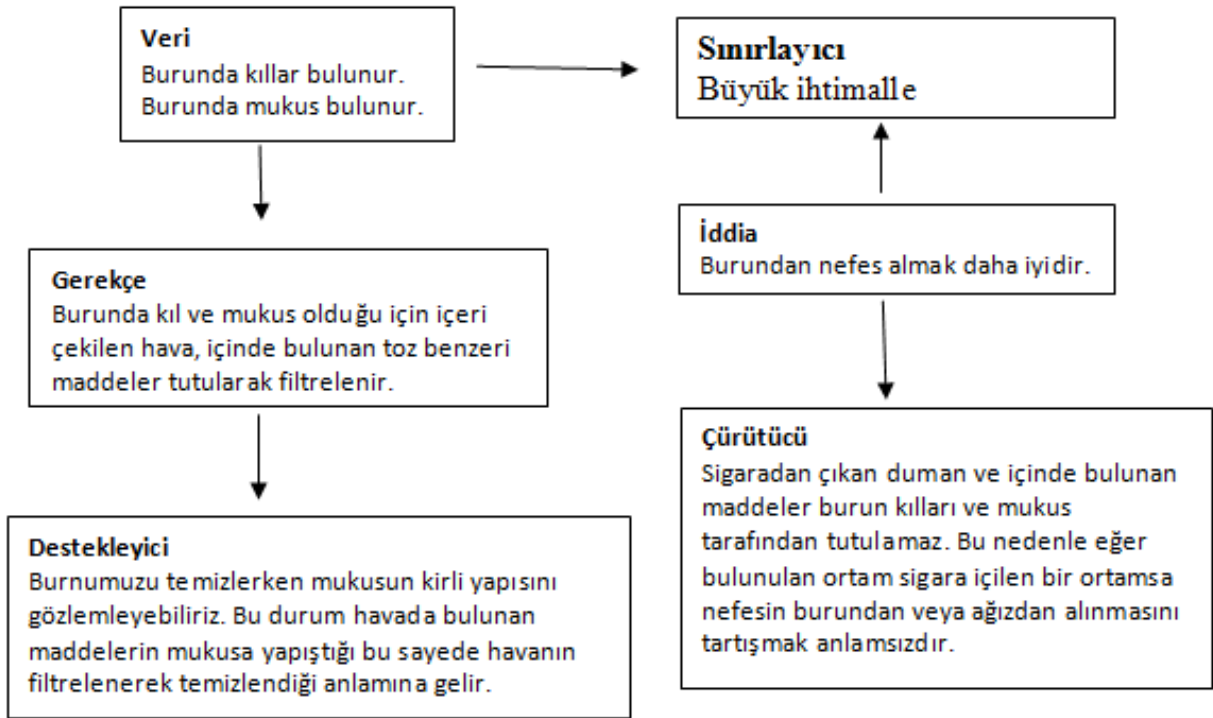 Veri
Burunda kıllar bulunur.
Burunda mukus bulunur.
Sınırlayıcı
Büyük ihtimalle
Gerekçe
Burunda kıl ve mukus olduğu için içeri
çekilen hava, içinde bulunan toz benzeri
maddeler tutularak filtrelenir.
İddia
Burundan nefes almak daha iyidir.
Destekleyici
Burnumuzu temizlerken mukusun kirli yapısını
gözlemleyebiliriz. Bu durum havada bulunan
maddelerin mukusa yapıştığı bu sayede havanın
filtrelenerek temizlendiği anlamına gelir.
Çürütücü
Sigaradan çıkan duman ve içinde bulunan
maddeler burun kılları ve mukus
tarafından tutulamaz. Bu nedenle eğer
bulunulan ortam sigara içilen bir ortamsa
nefesin burundan veya ağızdan alınmasını
tartışmak anlamsızdır.